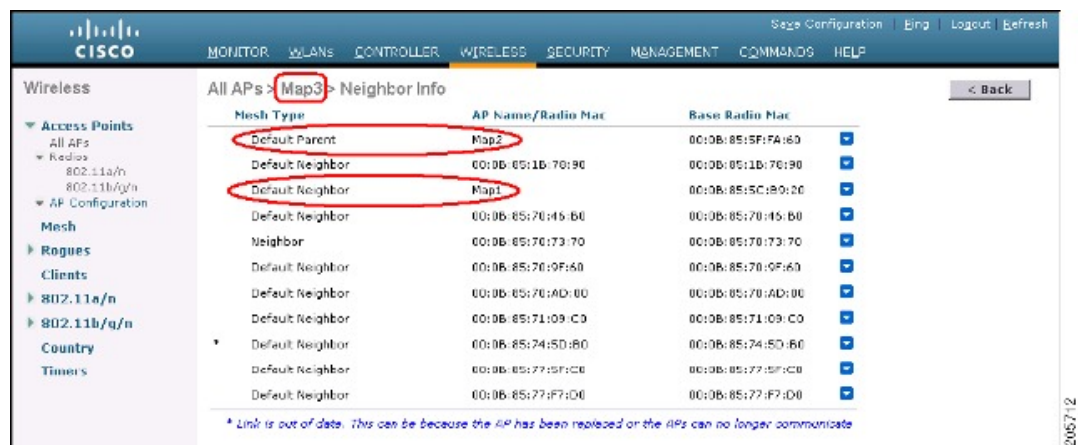 Save Configuration | Ping | Logout | Refresh
CISCO
MONITOR WLANs CONTROLLER WIRELESS SECURITY MANAGEMENT COMMANDS HELP
Wireless
Access Points
All APs
Radios
802.11a/n
802.11b/g/n
AP Configuration
Mesh
Rogues
Clients
802.11a/n
802.11b/g/n
Country
Timers
All APs > Map3 > Neighbor Info
< Back
Mesh Type AP Name/Radio Mac Base Radio Mac
Default Parent Map2 00:0B:85:5F:FA:60
Default Neighbor 00:0B:85:1B:78:90 00:0B:85:1B:78:90
Default Neighbor Map1 00:0B:85:5C:B9:20
Default Neighbor 00:0B:85:70:46:B0 00:0B:85:70:46:B0
Neighbor 00:0B:85:70:73:70 00:0B:85:70:73:70
Default Neighbor 00:0B:85:70:9F:60 00:0B:85:70:9F:60
Default Neighbor 00:0B:85:70:AD:00 00:0B:85:70:AD:00
Default Neighbor 00:0B:85:71:09:C0 00:0B:85:71:09:C0
* Default Neighbor 00:0B:85:74:5D:B0 00:0B:85:74:5D:B0
Default Neighbor 00:0B:85:77:5F:C0 00:0B:85:77:5F:C0
Default Neighbor 00:0B:85:77:F7:D0 00:0B:85:77:F7:D0
* Link is out of date. This can be because the AP has been replaced or the APs can no longer communicate
205712